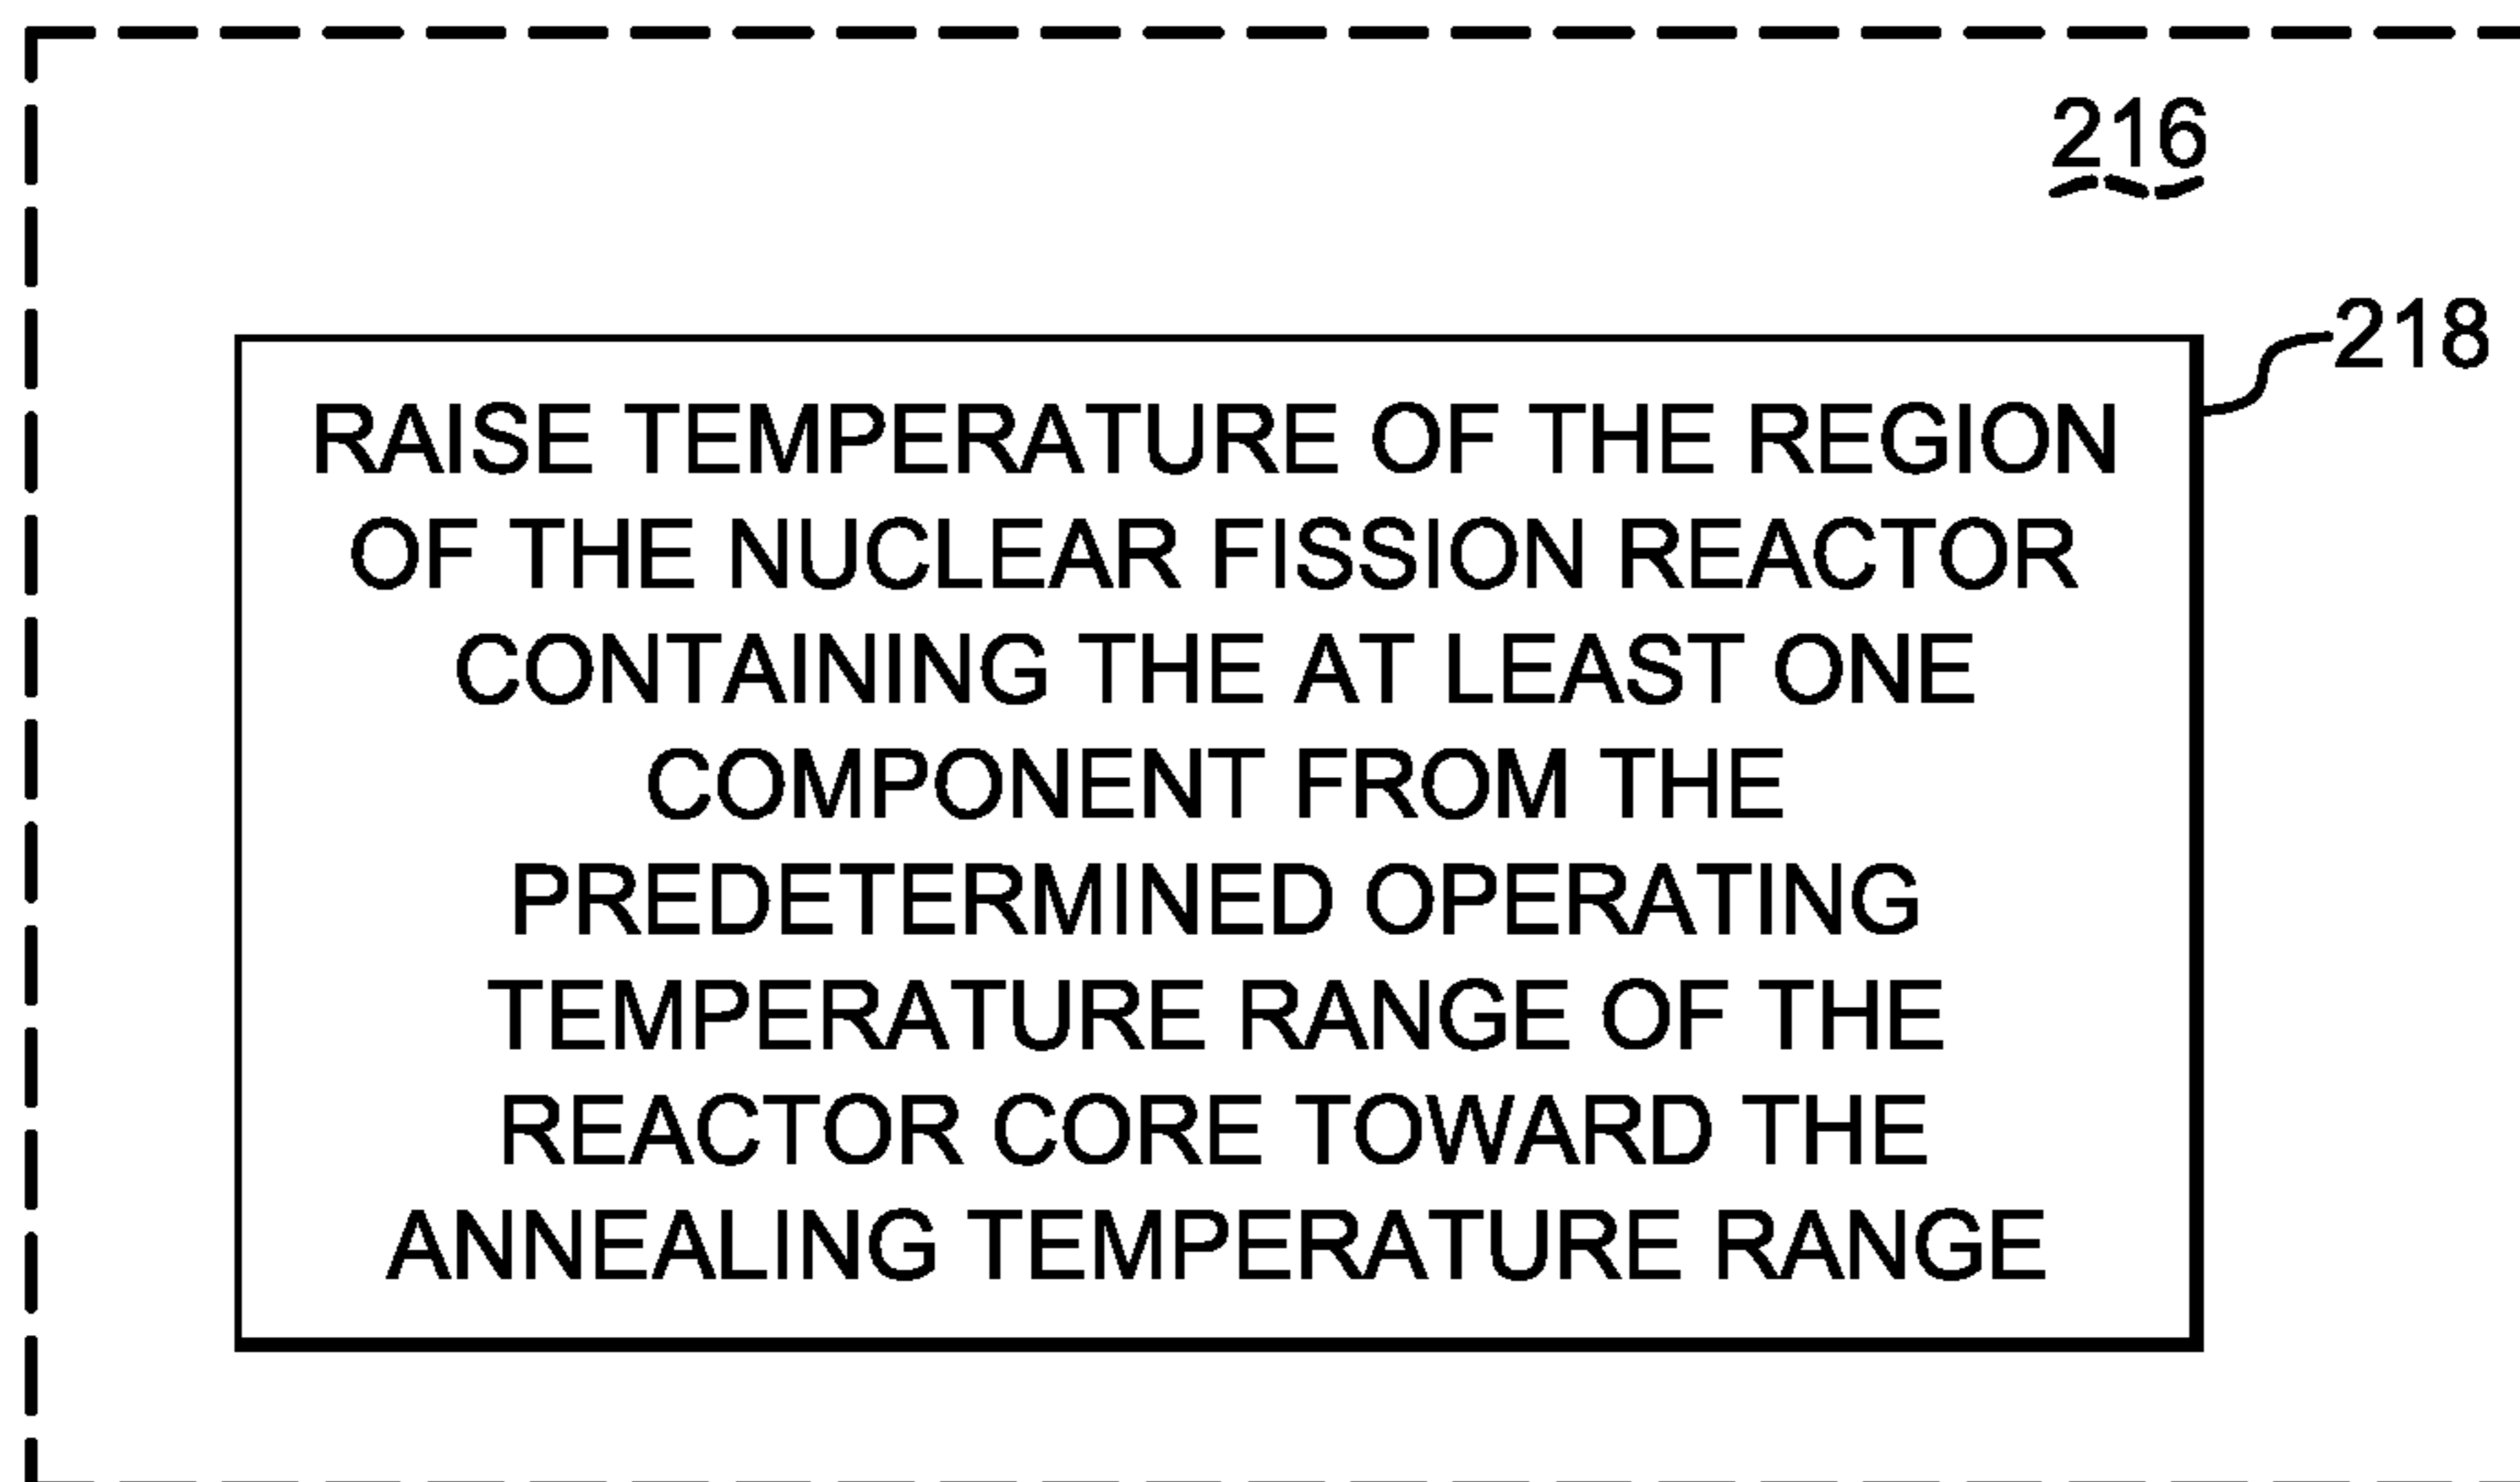 216
218
RAISE TEMPERATURE OF THE REGION
OF THE NUCLEAR FISSION REACTOR
CONTAINING THE AT LEAST ONE
COMPONENT FROM THE
PREDETERMINED OPERATING
TEMPERATURE RANGE OF THE
REACTOR CORE TOWARD THE
ANNEALING TEMPERATURE RANGE